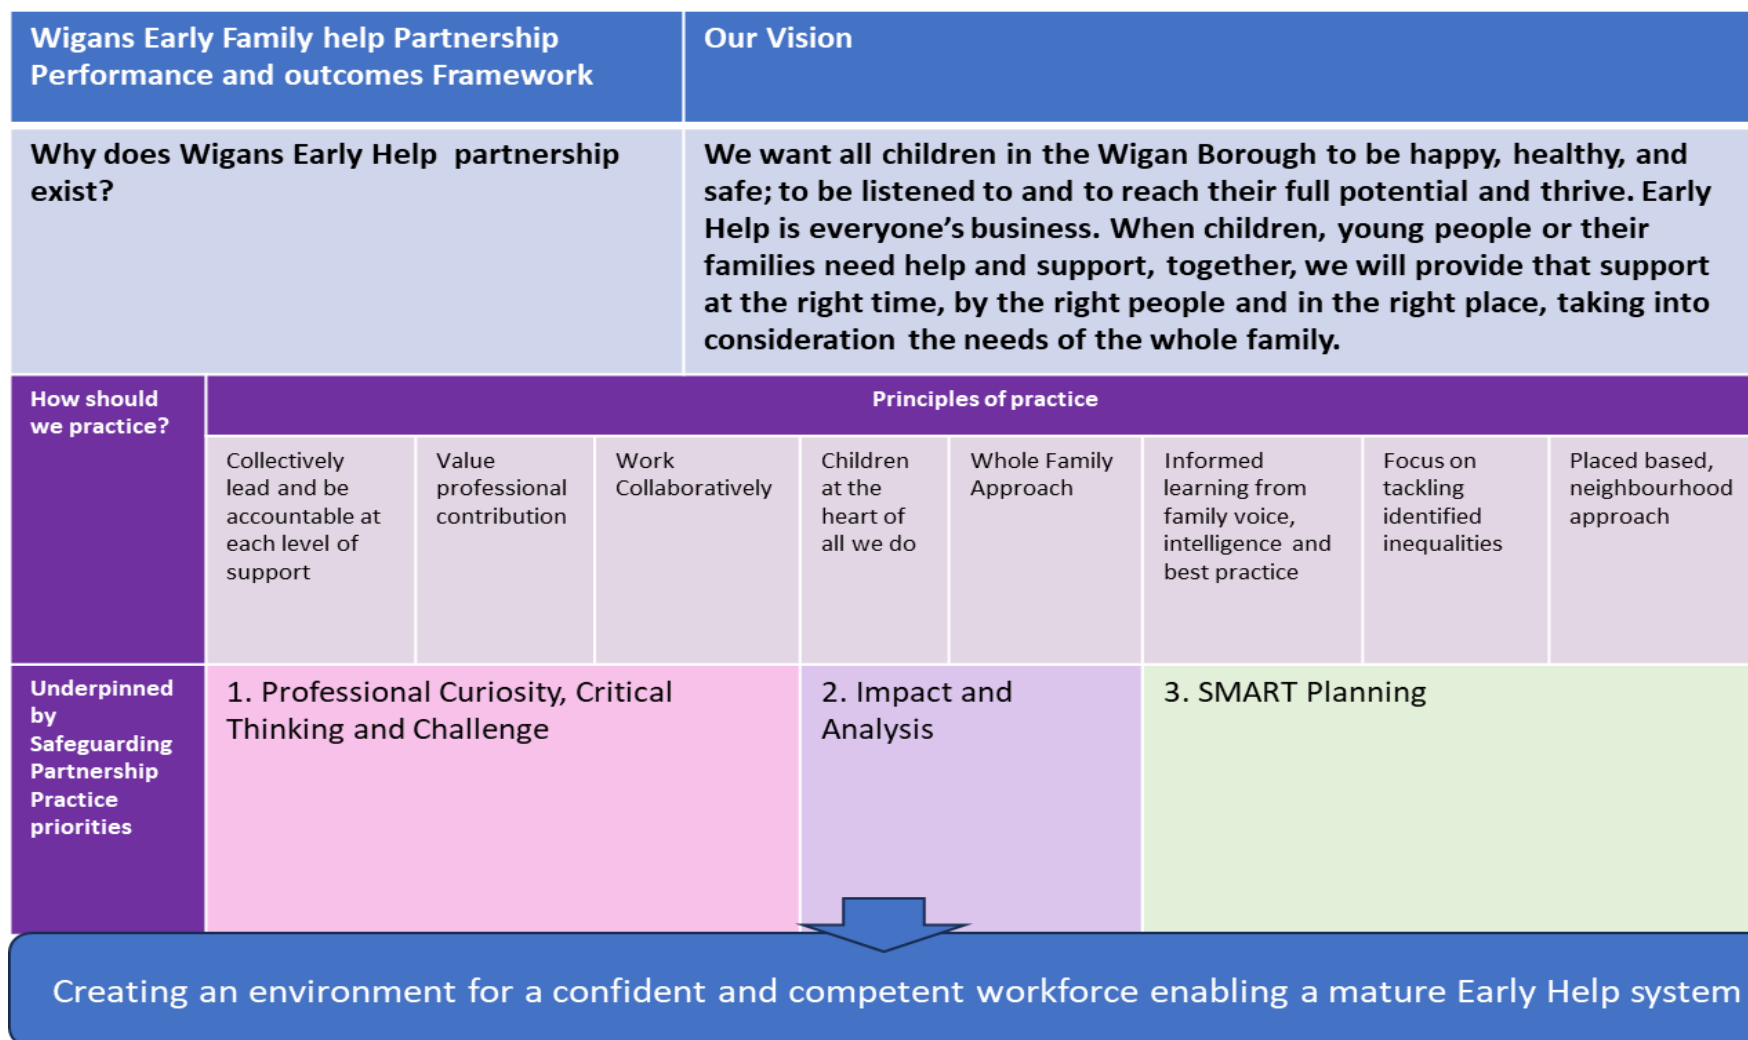 Wigans Early Family help Partnership
Performance and outcomes Framework
Our Vision
Why does Wigans Early Help partnership
exist?
We want all children in the Wigan Borough to be happy, healthy, and
safe; to be listened to and to reach their full potential and thrive. Early
Help is everyone’s business. When children, young people or their
families need help and support, together, we will provide that support
at the right time, by the right people and in the right place, taking into
consideration the needs of the whole family.
How should
we practice?
Principles of practice
Collectively
lead and be
accountable at
each level of
support
Value
professional
contribution
Work
Collaboratively
Children
at the
heart of
all we do
Whole Family
Approach
Informed
learning from
family voice,
intelligence and
best practice
Focus on
tackling
identified
inequalities
Placed based,
neighbourhood
approach
Underpinned
by
Safeguarding
Partnership
Practice
priorities
1. Professional Curiosity, Critical
Thinking and Challenge
2. Impact and
Analysis
3. SMART Planning
Creating an environment for a confident and competent workforce enabling a mature Early Help system